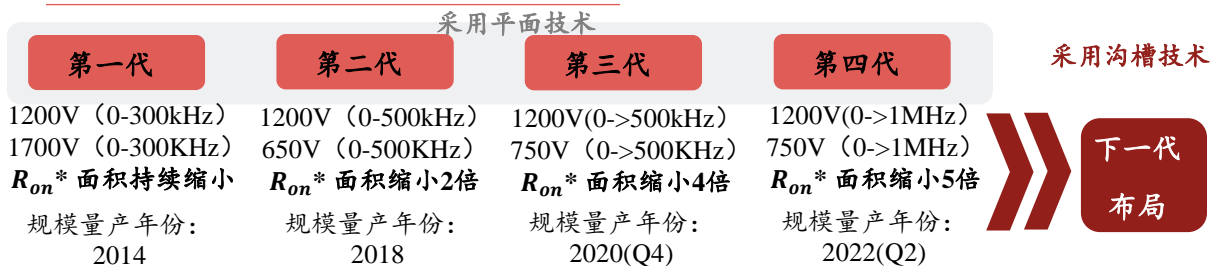 采用平面技术
第一代
第二代
第三代
第四代
采用沟槽技术
1200V（0-300kHz）
1700V（0-300KHz）
Ron* 面积持续缩小
规模量产年份：
2014
1200V（0-500kHz）
650V（0-500KHz）
Ron* 面积缩小2倍
规模量产年份：
2018
1200V(0->500kHz）
750V（0->500KHz）
Ron* 面积缩小4倍
规模量产年份：
2020(Q4)
1200V(0->1MHz）
750V（0->1MHz）
Ron* 面积缩小5倍
规模量产年份：
2022(Q2)
下一代
布局